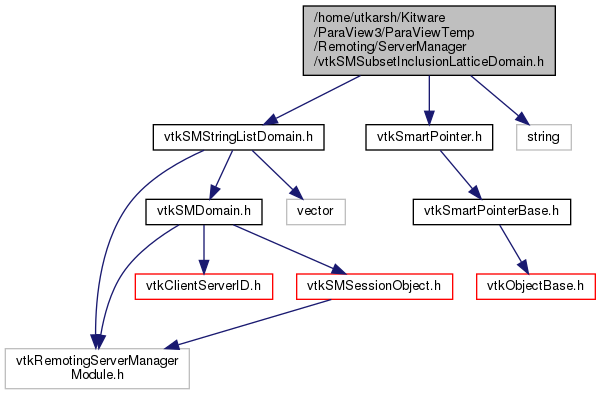 /home/utkarsh/Kitware
/ParaView3/ParaViewTemp
/Remoting/ServerManager
/vtkSMSubsetInclusionLatticeDomain.h
vtkSMStringListDomain.h
vtkSmartPointer.h
string
vtkSMDomain.h
vector
vtkSmartPointerBase.h
vtkClientServerID.h
vtkSMSessionObject.h
vtkObjectBase.h
vtkRemotingServerManager
Module.h